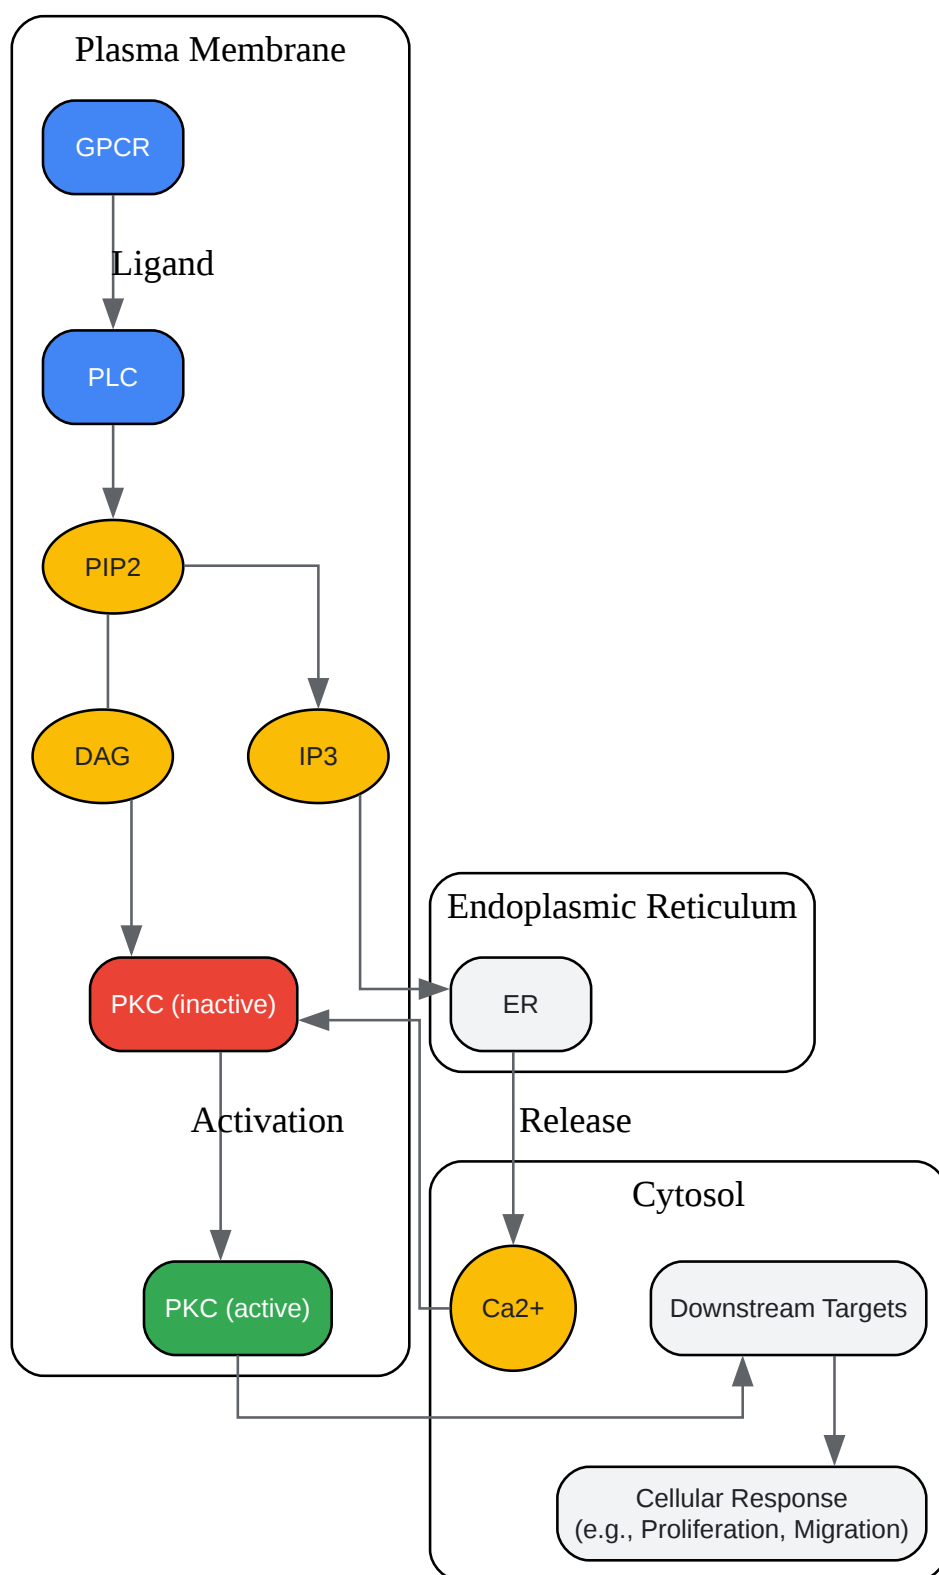 Plasma Membrane
GPCR
Ligand
PLC
PIP2
DAG
IP3
Endoplasmic Reticulum
PKC (inactive)
ER
Activation
Release
Cytosol
PKC (active)
Ca2+
Downstream Targets
Cellular Response
(e.g., Proliferation, Migration)